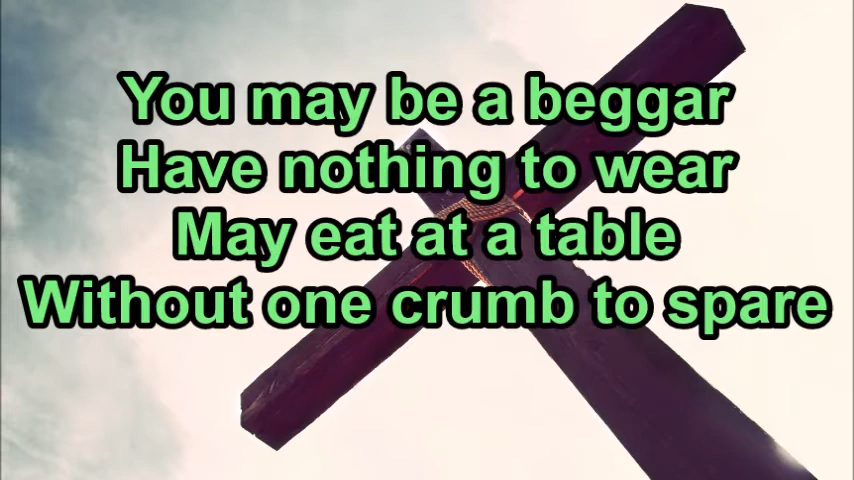 You may be a beggar
Have nothing to wear
May eat at a table
Without one crumb to spare